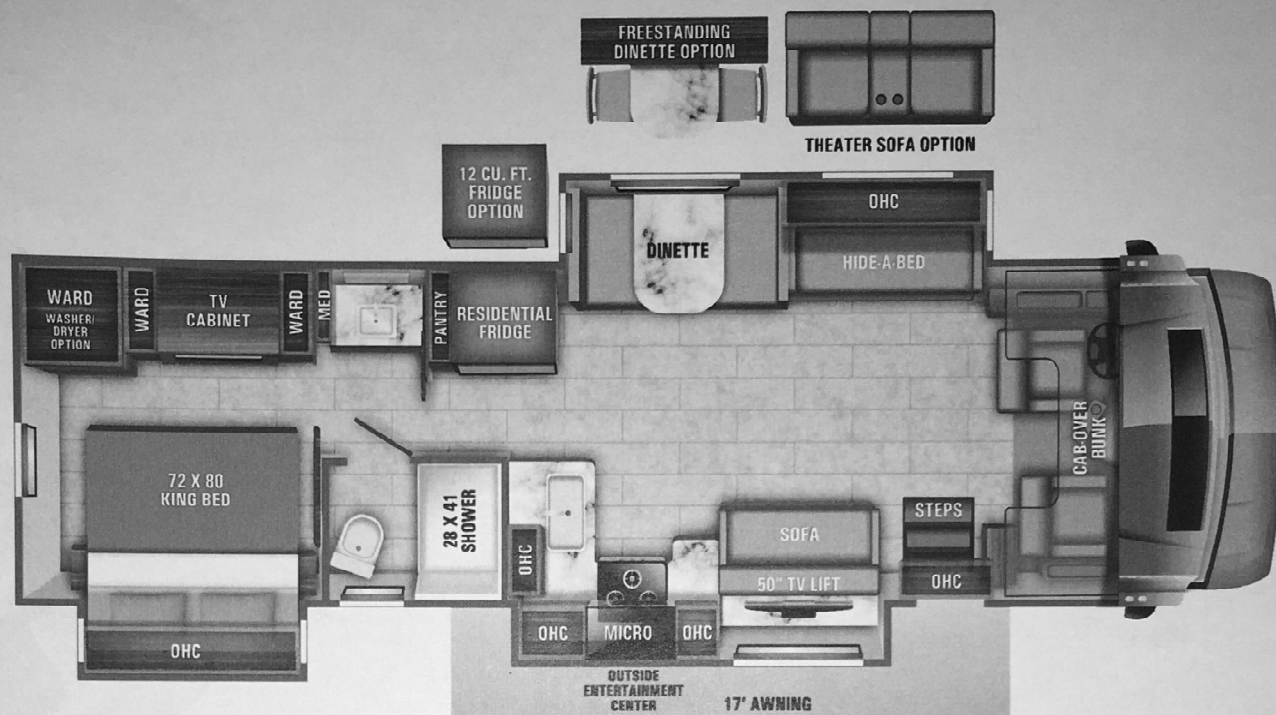 FREESTANDING
DINETTE OPTION
THEATER SOFA OPTION
12 CU. FT.
FRIDGE
OPTION
OHC
DINETTE
HIDE-A-BED
WARD
WASHER/
DRYER
OPTION
WARD
TV
CABINET
WARD
MED
PANTRY
RESIDENTIAL
FRIDGE
CAB-OVER
BUNK
72 X 80
KING BED
28 X 41
SHOWER
STEPS
SOFA
OHC
50" TV LIFT
OHC
OHC
MICRO
OHC
OHC
OUTSIDE
ENTERTAINMENT
CENTER
17' AWNING